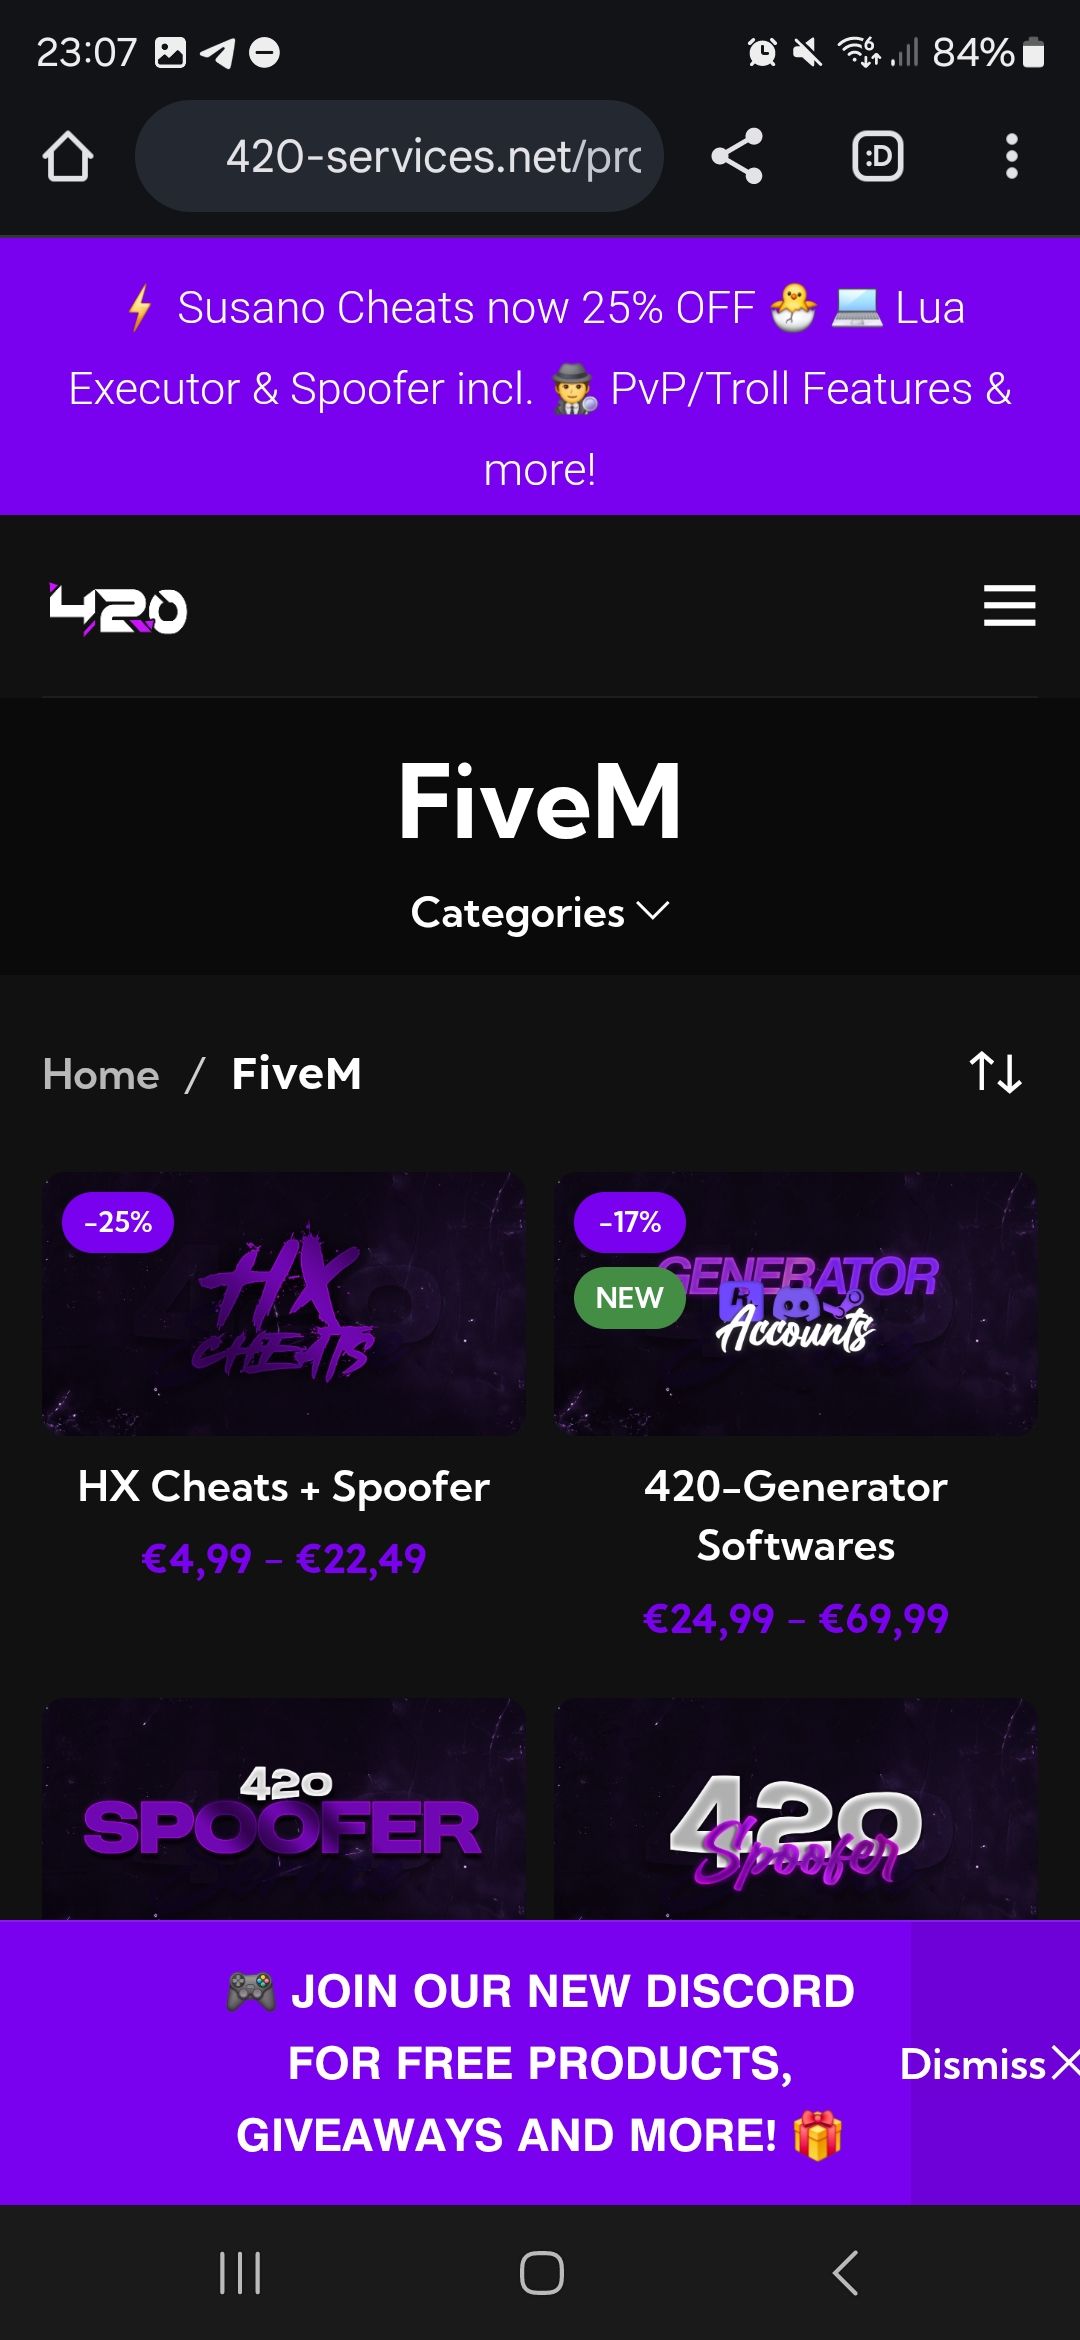 23:07
84%
420-services.net/pro
⚡ Susano Cheats now 25% OFF 🐣 💻 Lua
Executor & Spoofer incl. 🕵️ PvP/Troll Features &
more!
420
FiveM
Categories
Home / FiveM
-25%
HX
CHEATS
-17%
NEW
GENERATOR
Accounts
HX Cheats + Spoofer
€4,99 – €22,49
420-Generator
Softwares
€24,99 – €69,99
420
SPOOFER
420
Spoofer
🎮 JOIN OUR NEW DISCORD
FOR FREE PRODUCTS,
GIVEAWAYS AND MORE! 🎁
Dismiss